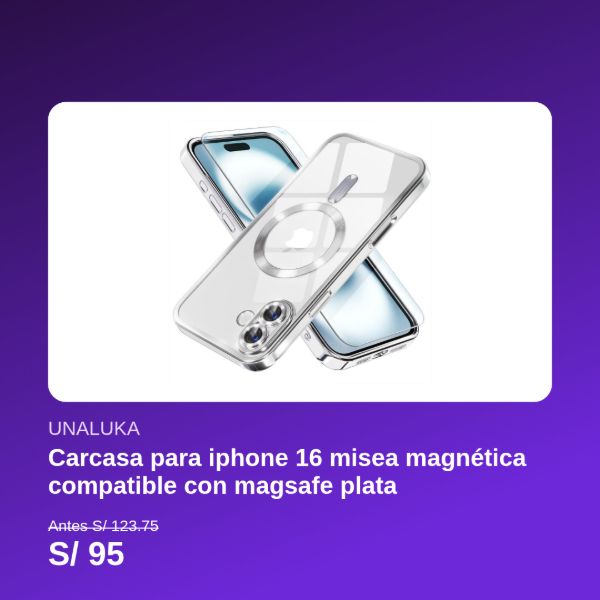 UNALUKA
Carcasa para iphone 16 misea magnética
compatible con magsafe plata
Antes S/ 123.75
S/ 95